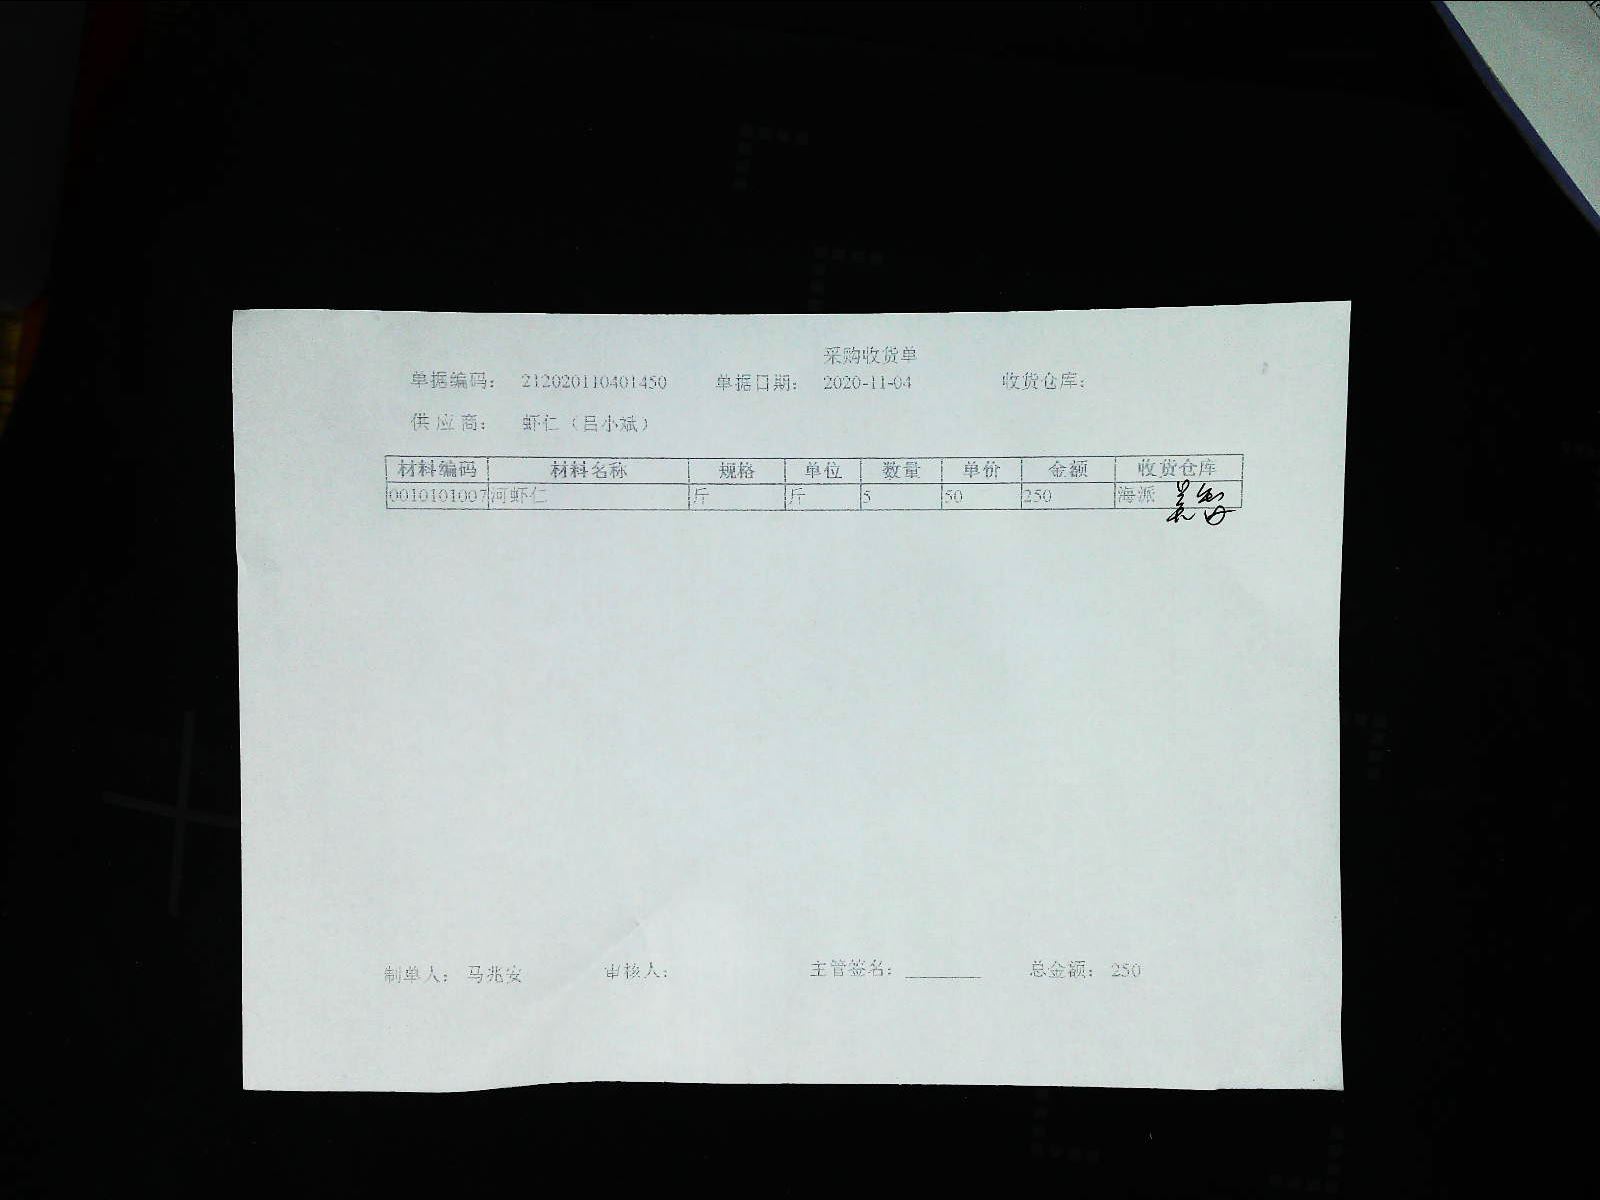 采购收货单
单据编码： 212020110401450 单据日期： 2020-11-04 收货仓库：
供应商： 虾仁（吕小斌）
材料编码 材料名称 规格 单位 数量 单价 金额 收货仓库
0010101007 河虾仁 斤 斤 5 50 250 海派
制单人： 马兆安 审核人： 主管签名： 总金额： 250